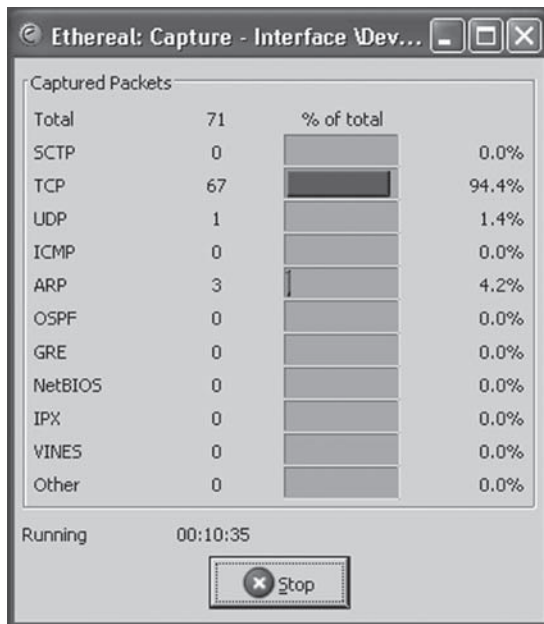 Ethereal: Capture - Interface \Dev...
Captured Packets
Total 71 % of total
SCTP 0 0.0%
TCP 67 94.4%
UDP 1 1.4%
ICMP 0 0.0%
ARP 3 4.2%
OSPF 0 0.0%
GRE 0 0.0%
NetBIOS 0 0.0%
IPX 0 0.0%
VINES 0 0.0%
Other 0 0.0%
Running 00:10:35
Stop